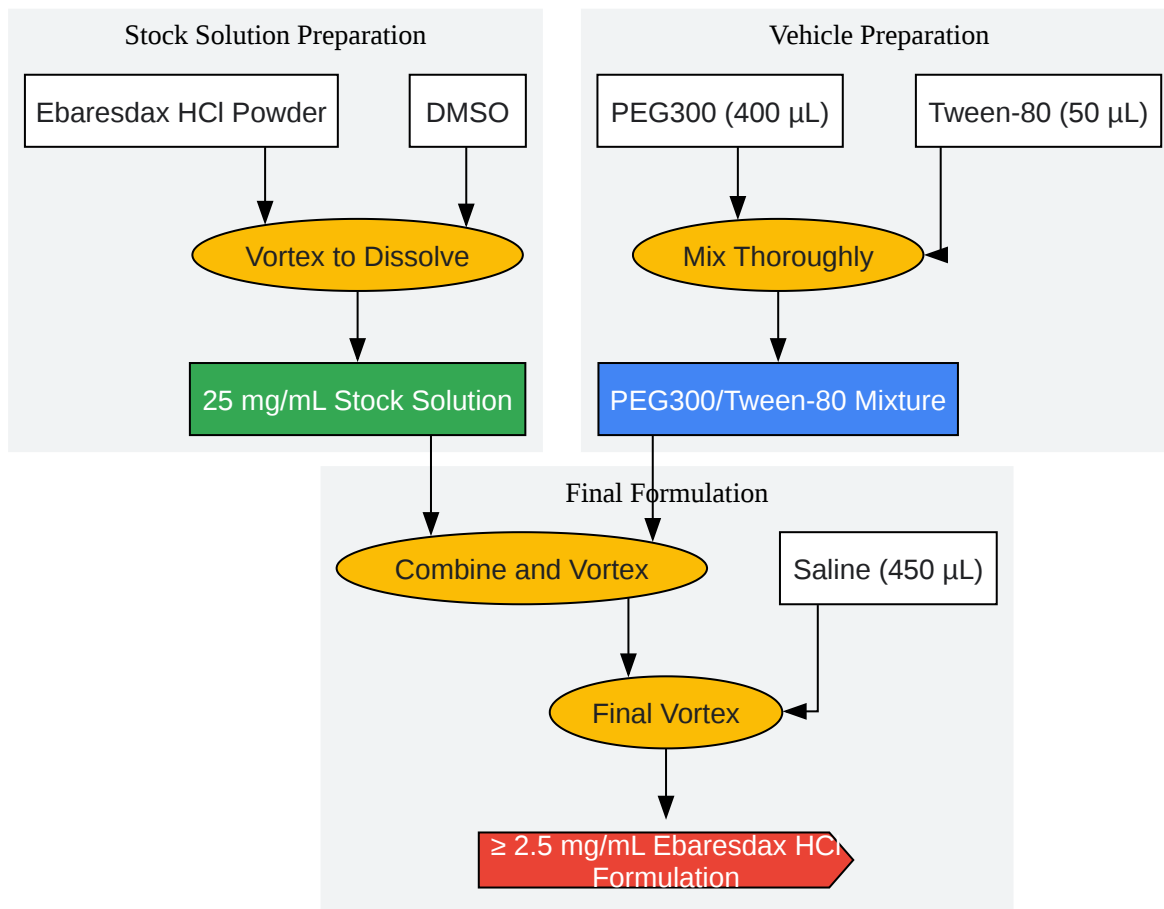 Stock Solution Preparation
Ebaresdax HCl Powder
DMSO
Vortex to Dissolve
25 mg/mL Stock Solution
Vehicle Preparation
PEG300 (400 µL)
Tween-80 (50 µL)
Mix Thoroughly
PEG300/Tween-80 Mixture
Final Formulation
Combine and Vortex
Saline (450 µL)
Final Vortex
≥ 2.5 mg/mL Ebaresdax HCl
Formulation